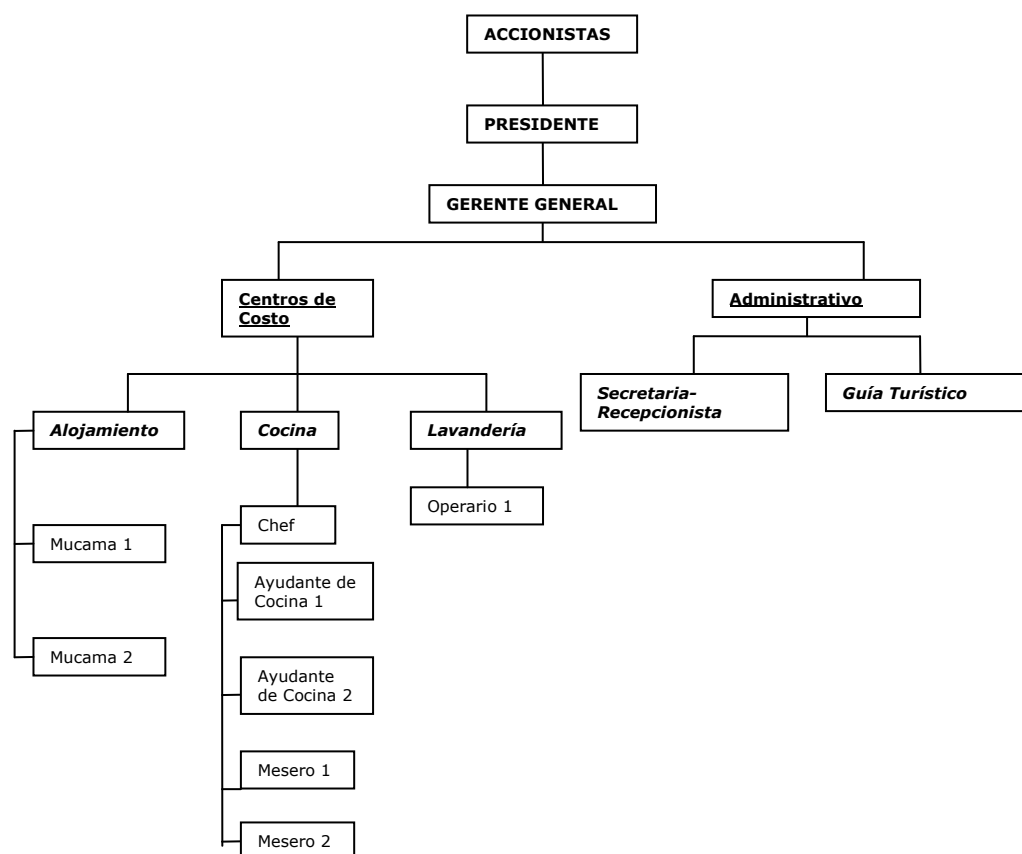 ACCIONISTAS
PRESIDENTE
GERENTE GENERAL
Centros de
Costo
Administrativo
Secretaria-
Recepcionista
Guía Turístico
Alojamiento
Cocina
Lavandería
Mucama 1
Mucama 2
Chef
Ayudante de
Cocina 1
Ayudante
de Cocina 2
Mesero 1
Mesero 2
Operario 1